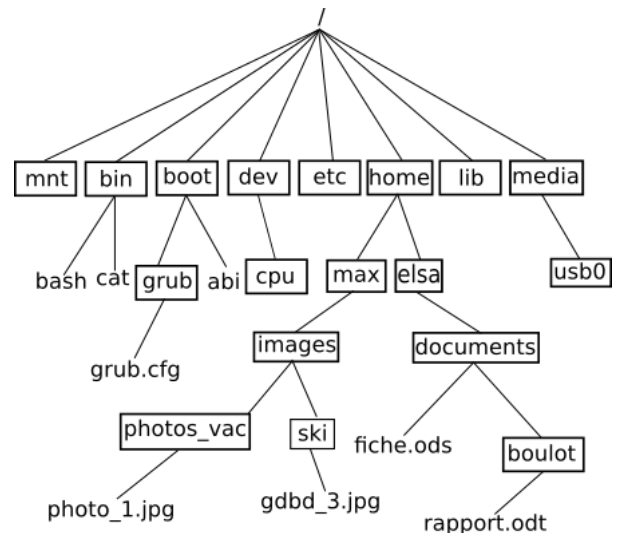 /
mnt bin boot dev etc home lib media
bash cat grub abi cpu max elsa usb0
grub.cfg images documents
photos_vac ski fiche.ods boulot
photo_1.jpg gdbd_3.jpg rapport.odt